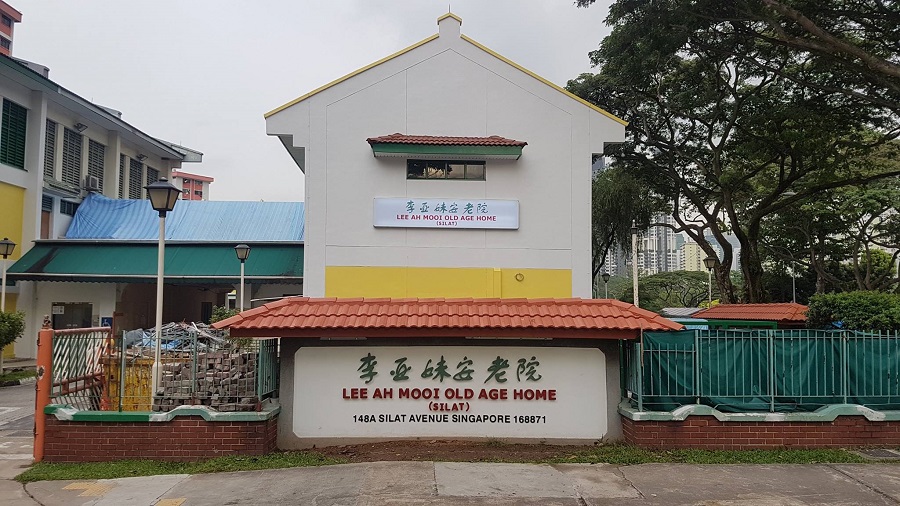 李亚妹安老院
LEE AH MOOI OLD AGE HOME
(SILAT)
李亚妹安老院
LEE AH MOOI OLD AGE HOME
(SILAT)
148A SILAT AVENUE SINGAPORE 168871